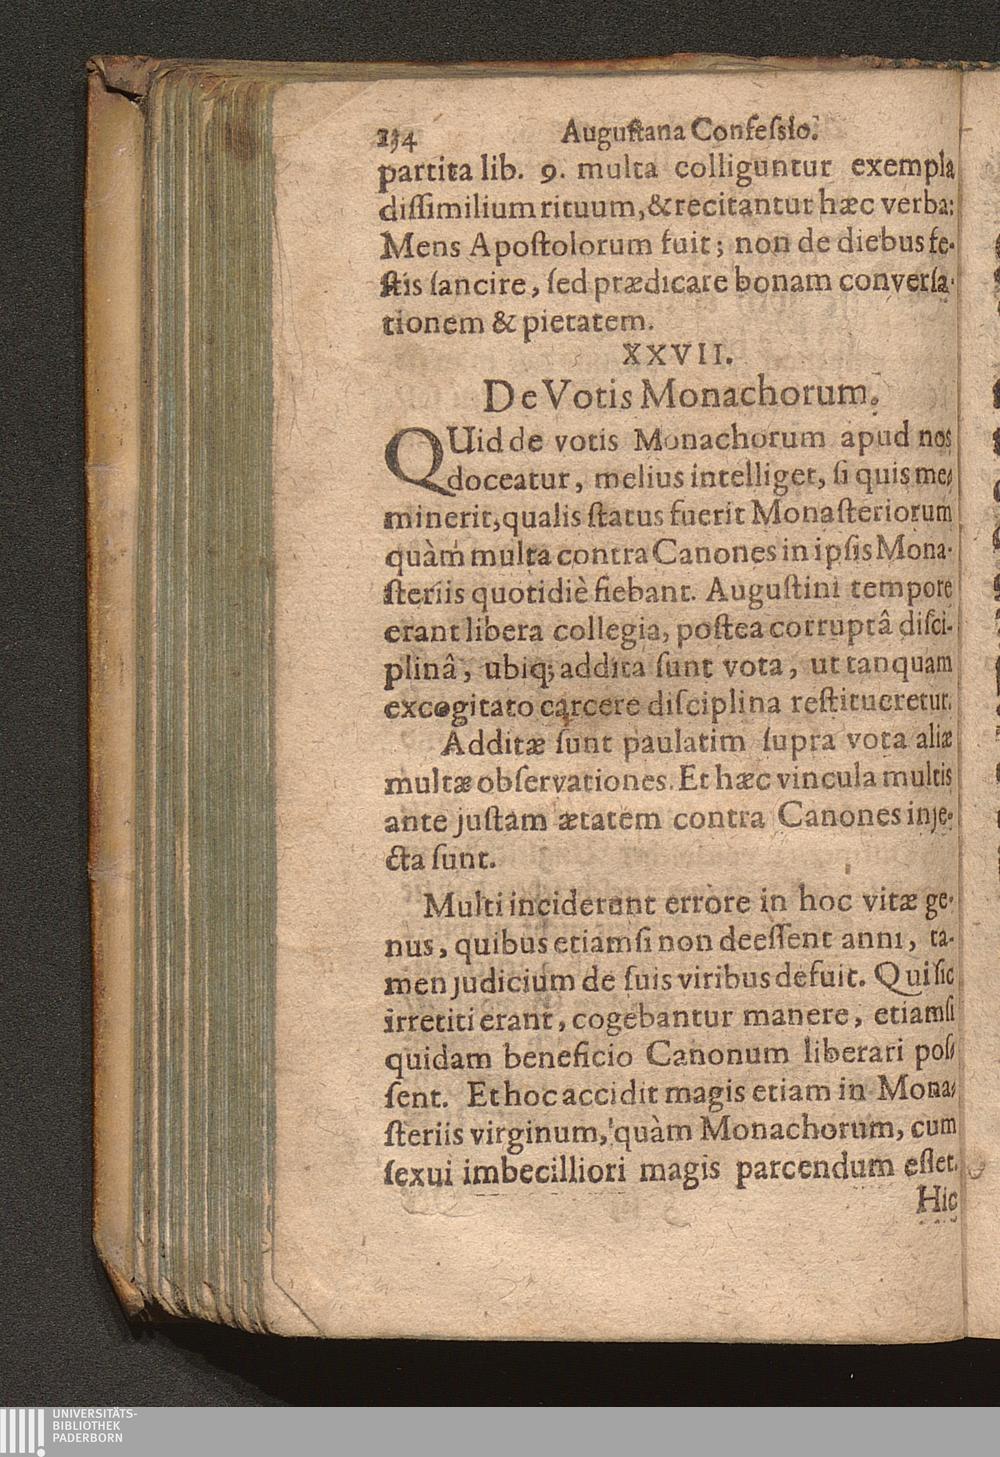 234 Augustana Confessio.
partita lib. 9. multa colliguntur exempla
dissimilium rituum, & recitantur hæc verba:
Mens Apostolorum fuit; non de diebus fe-
stis sancire, sed prædicare bonam conversa-
tionem & pietatem.
XXVII.
De Votis Monachorum.
QUid de votis Monachorum apud nos
doceatur, melius intelliget, si quis me-
minerit, qualis status fuerit Monasteriorum
quàm multa contra Canones in ipsis Mona-
steriis quotidiè fiebant. Augustini tempore
erant libera collegia, postea corruptâ disci-
plinâ, ubiq; addita sunt vota, ut tanquam
excogitato carcere disciplina restitueretur.
Additæ sunt paulatim supra vota aliæ
multæ observationes. Et hæc vincula multis
ante justam ætatem contra Canones inje-
cta sunt.
Multi inciderunt errore in hoc vitæ ge-
nus, quibus etiamsi non deessent anni, ta-
men judicium de suis viribus defuit. Qui sic
irretiti erant, cogebantur manere, etiamsi
quidam beneficio Canonum liberari pos-
sent. Et hoc accidit magis etiam in Mona-
steriis virginum, quàm Monachorum, cum
sexui imbecilliori magis parcendum esset.
Hic
UNIVERSITÄTS-
BIBLIOTHEK
PADERBORN